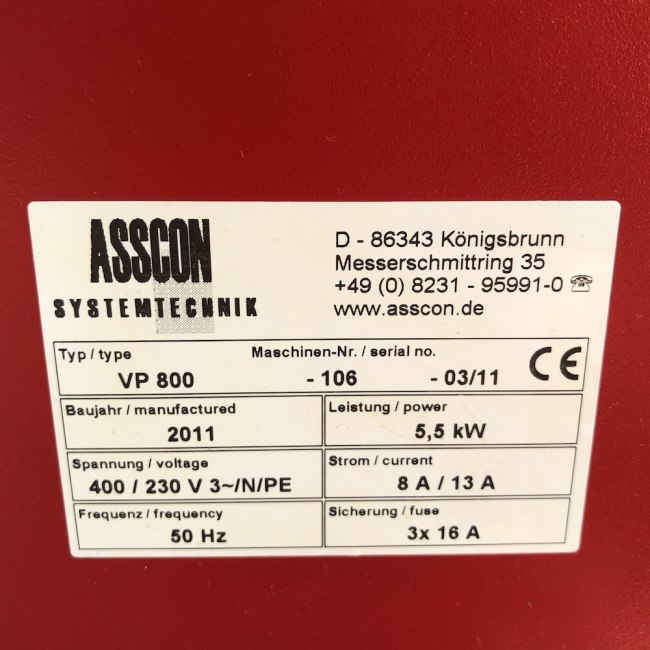 ASSCON
SYSTEMTECHNIK
D - 86343 Königsbrunn
Messerschmittring 35
+49 (0) 8231 - 95991-0 ☏
www.asscon.de
Typ / type Maschinen-Nr. / serial no.
VP 800 - 106 - 03/11 CE
Baujahr / manufactured Leistung / power
2011 5,5 kW
Spannung / voltage Strom / current
400 / 230 V 3~/N/PE 8 A / 13 A
Frequenz / frequency Sicherung / fuse
50 Hz 3x 16 A